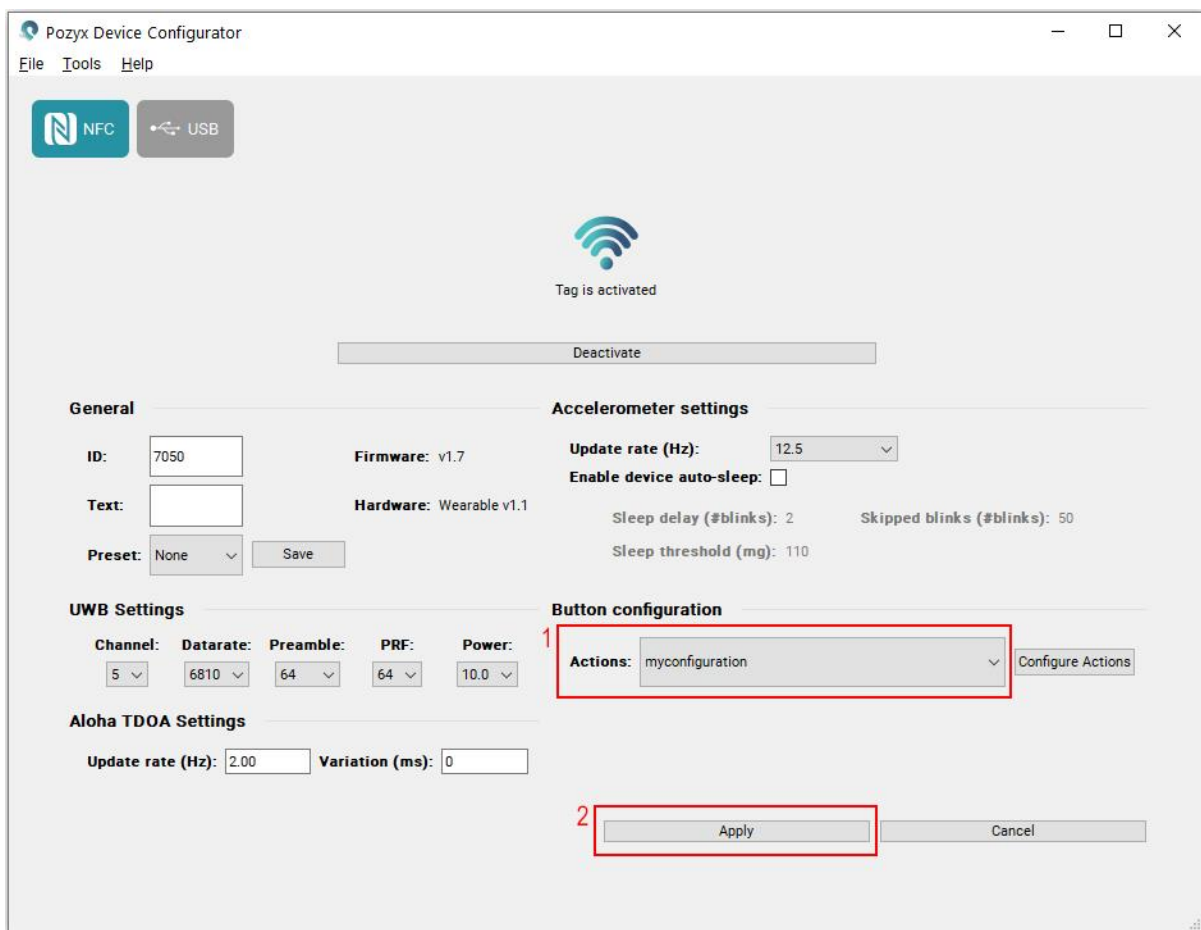 Pozyx Device Configurator
File Tools Help
NFC USB
Tag is activated
Deactivate
General
ID: 7050 Firmware: v1.7
Text: Hardware: Wearable v1.1
Preset: None Save
Accelerometer settings
Update rate (Hz): 12.5
Enable device auto-sleep:
Sleep delay (#blinks): 2 Skipped blinks (#blinks): 50
Sleep threshold (mg): 110
UWB Settings
Channel: Datarate: Preamble: PRF: Power:
5 6810 64 64 10.0
Button configuration
1
Actions: myconfiguration Configure Actions
Aloha TDOA Settings
Update rate (Hz): 2.00 Variation (ms): 0
2
Apply Cancel